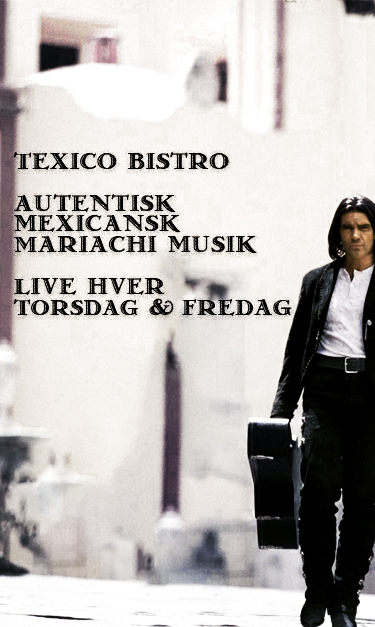 TEXICO BISTRO
AUTENTISK
MEXICANSK
MARIACHI MUSIK
LIVE HVER
TORSDAG & FREDAG